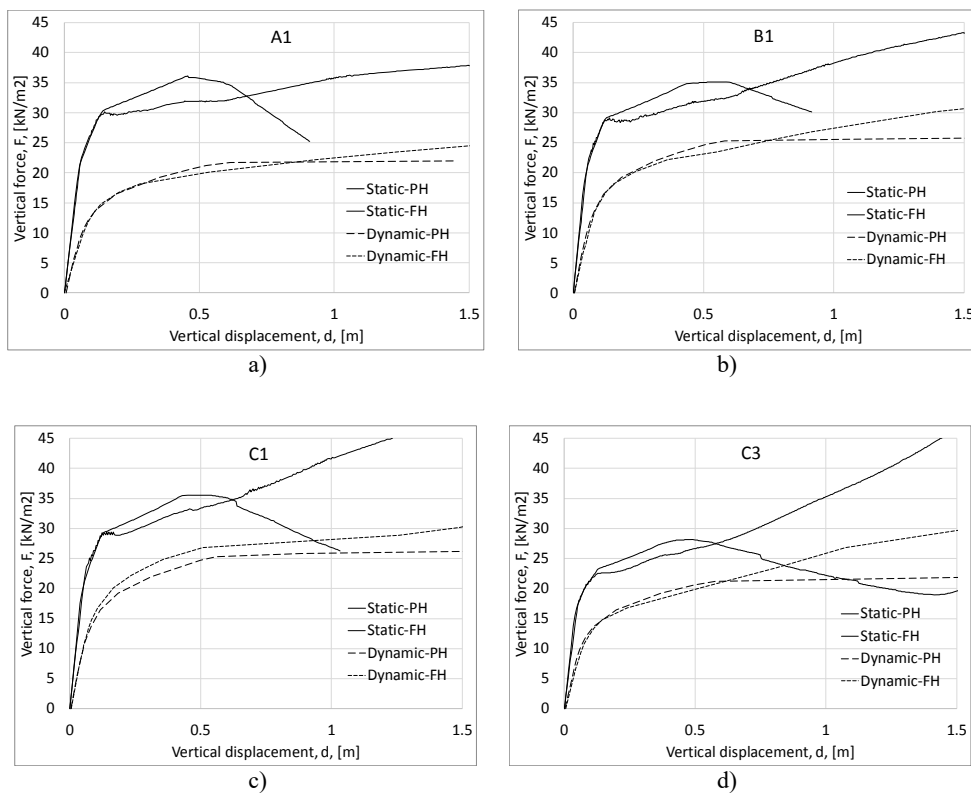 A1
Vertical force, F, [kN/m2]
45
40
35
30
25
20
15
10
5
0
Static-PH
Static-FH
Dynamic-PH
Dynamic-FH
0 0.5 1 1.5
Vertical displacement, d, [m]
a)
B1
Vertical force, F, [kN/m2]
45
40
35
30
25
20
15
10
5
0
Static-PH
Static-FH
Dynamic-PH
Dynamic-FH
0 0.5 1 1.5
Vertical displacement, d, [m]
b)
C1
Vertical force, F, [kN/m2]
45
40
35
30
25
20
15
10
5
0
Static-PH
Static-FH
Dynamic-PH
Dynamic-FH
0 0.5 1 1.5
Vertical displacement, d, [m]
c)
C3
Vertical force, F, [kN/m2]
45
40
35
30
25
20
15
10
5
0
Static-PH
Static-FH
Dynamic-PH
Dynamic-FH
0 0.5 1 1.5
Vertical displacement, d, [m]
d)